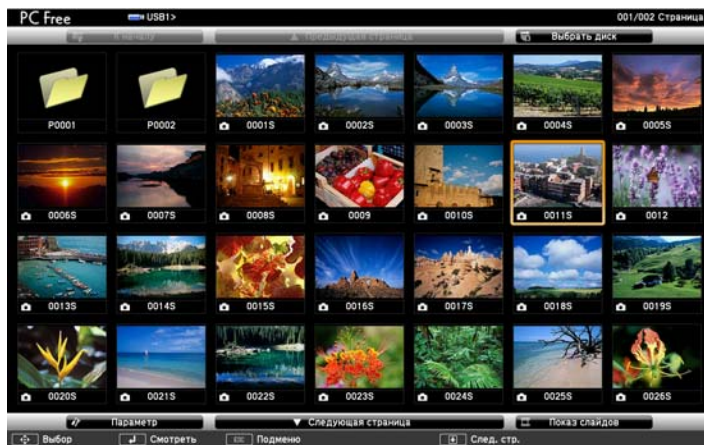 PC Free USB1> 001/002 Страница
К началу ▲ Предыдущая страница Выбрать диск
P0001 P0002 0001S 0002S 0003S 0004S 0005S
0006S 0007S 0008S 0009 0010S 0011S 0012
0013S 0014S 0015S 0016S 0017S 0018S 0019S
0020S 0021S 0022S 0023S 0024S 0025S 0026S
Параметр ▼ Следующая страница Показ слайдов
Выбор Смотреть ESC Подменю След. стр.